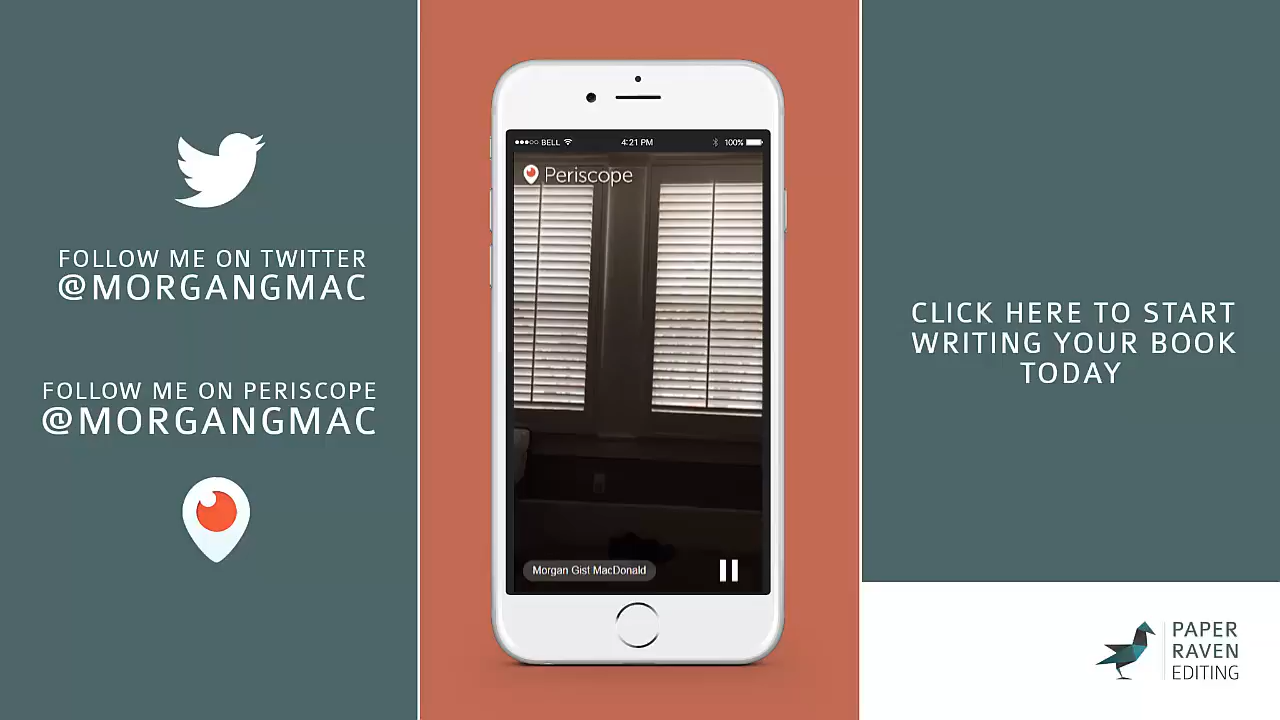 FOLLOW ME ON TWITTER
@MORGANGMAC
FOLLOW ME ON PERISCOPE
@MORGANGMAC
BELL 4:21 PM 100%
Periscope
Morgan Gist MacDonald
CLICK HERE TO START
WRITING YOUR BOOK
TODAY
PAPER
RAVEN
EDITING